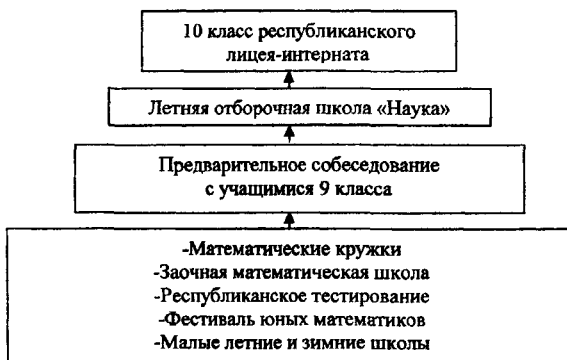 10 класс республиканского
лицея-интерната
Летняя отборочная школа «Наука»
Предварительное собеседование
с учащимися 9 класса
-Математические кружки
-Заочная математическая школа
-Республиканское тестирование
-Фестиваль юных математиков
-Малые летние и зимние школы